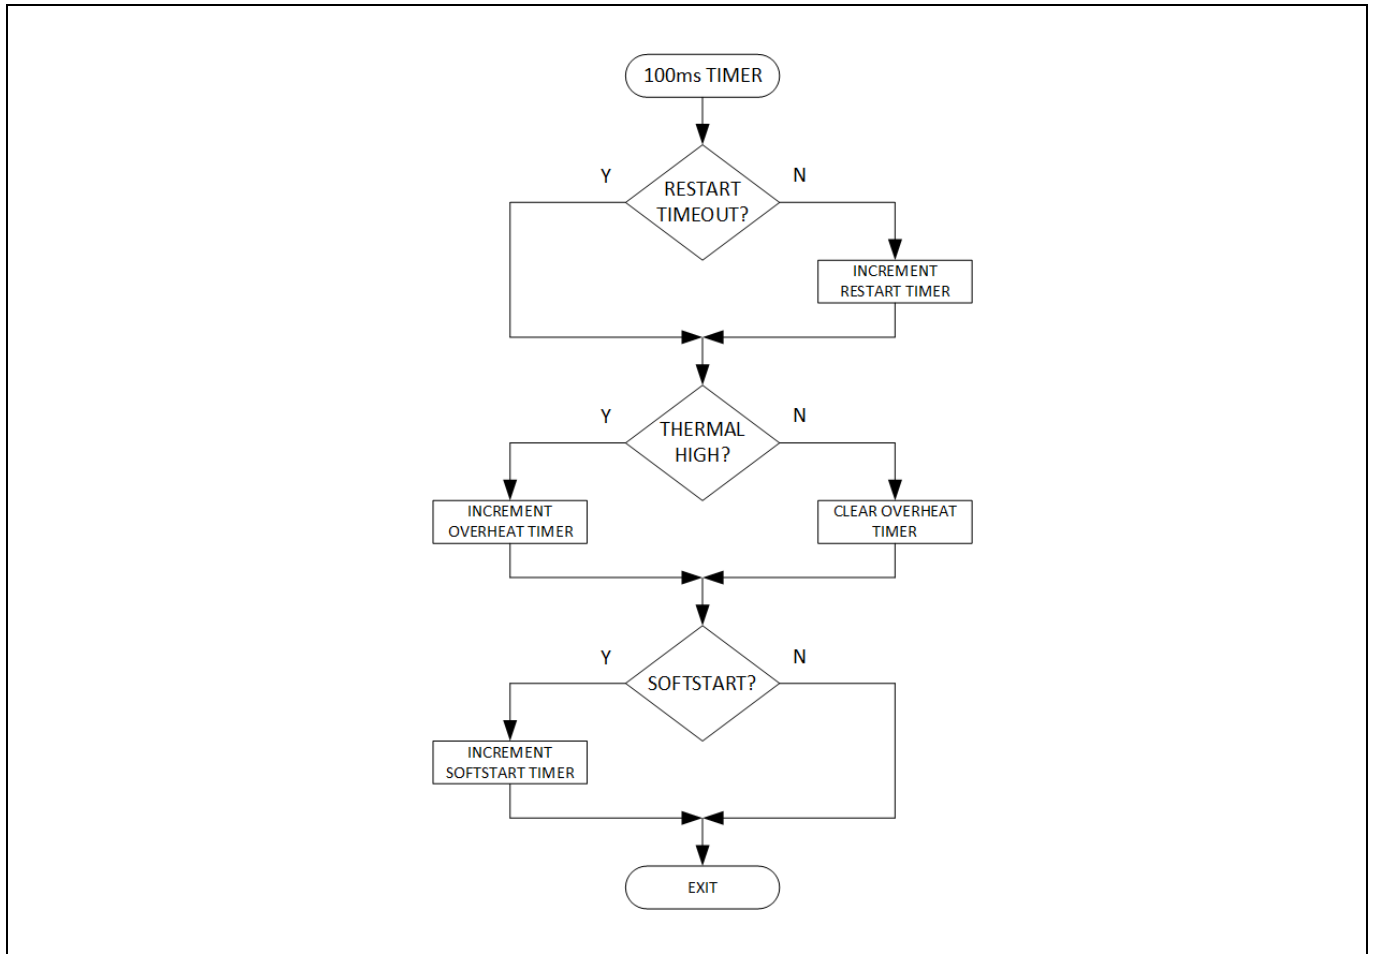 100ms TIMER
Y
N
RESTART
TIMEOUT?
INCREMENT
RESTART TIMER
Y
N
THERMAL
HIGH?
INCREMENT
OVERHEAT TIMER
CLEAR OVERHEAT
TIMER
Y
N
SOFTSTART?
INCREMENT
SOFTSTART TIMER
EXIT